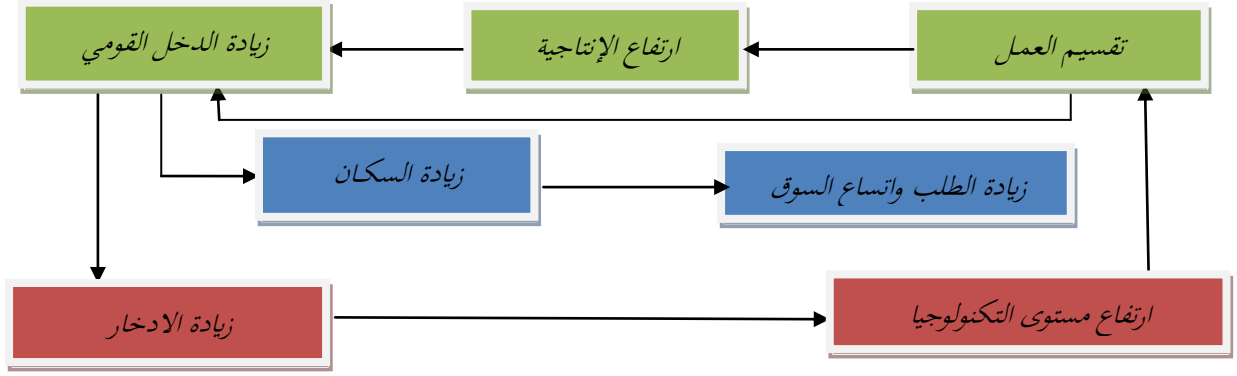 تقسيم العمل
ارتفاع الإنتاجية
زيادة الدخل القومي
زيادة السكان
زيادة الطلب واتساع السوق
زيادة الادخار
ارتفاع مستوى التكنولوجيا